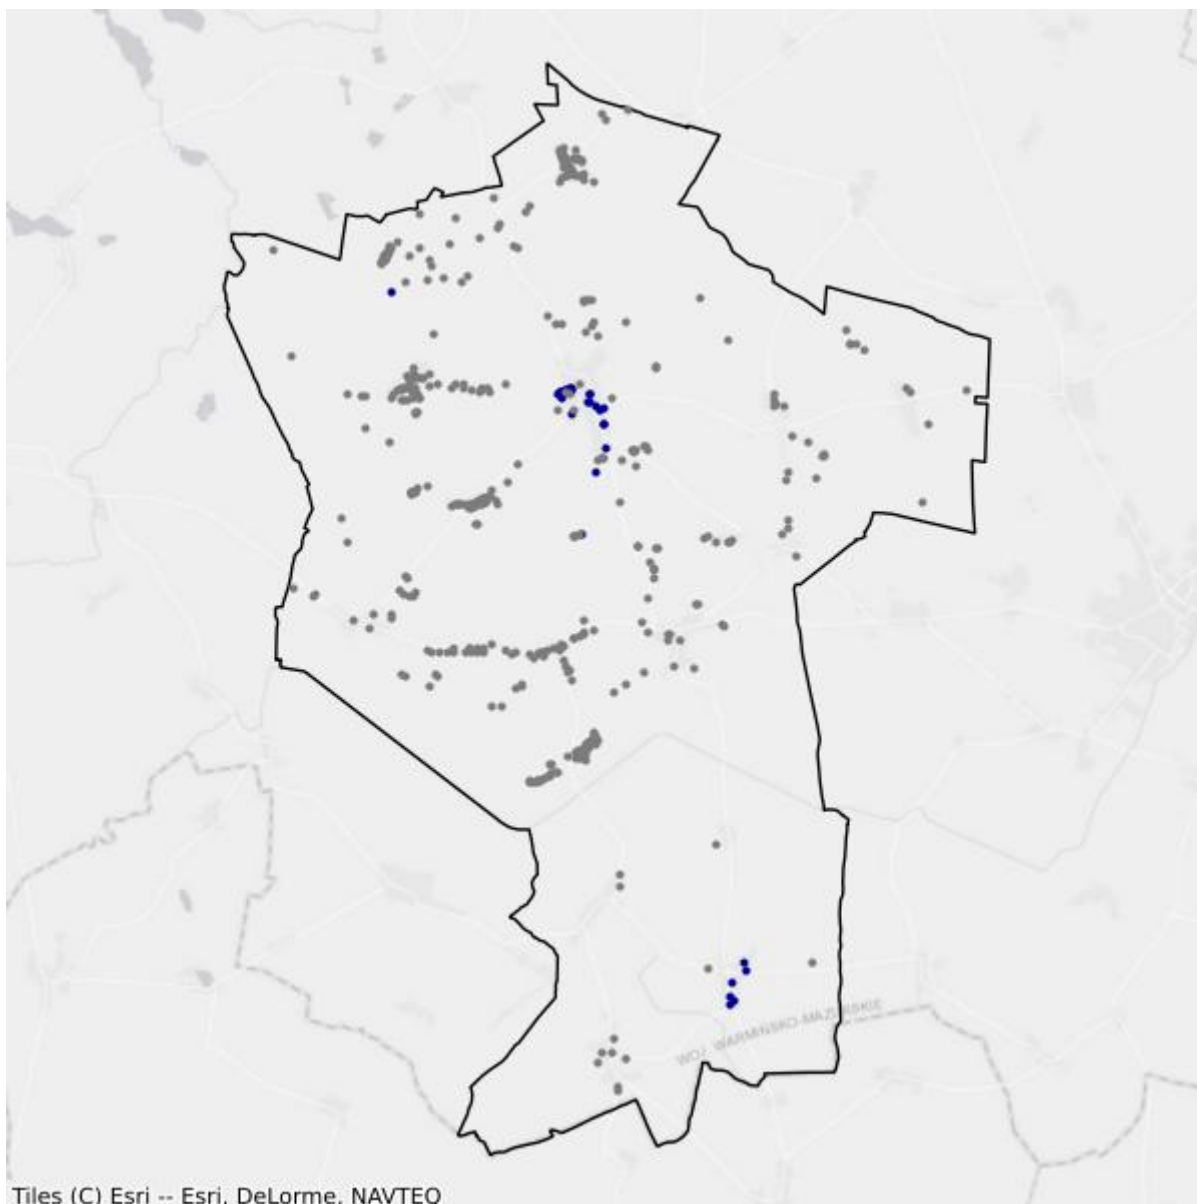 WOJ. WARMIŃSKO-MAZURSKIE
Tiles (C) Esri -- Esri, DeLorme, NAVTEQ